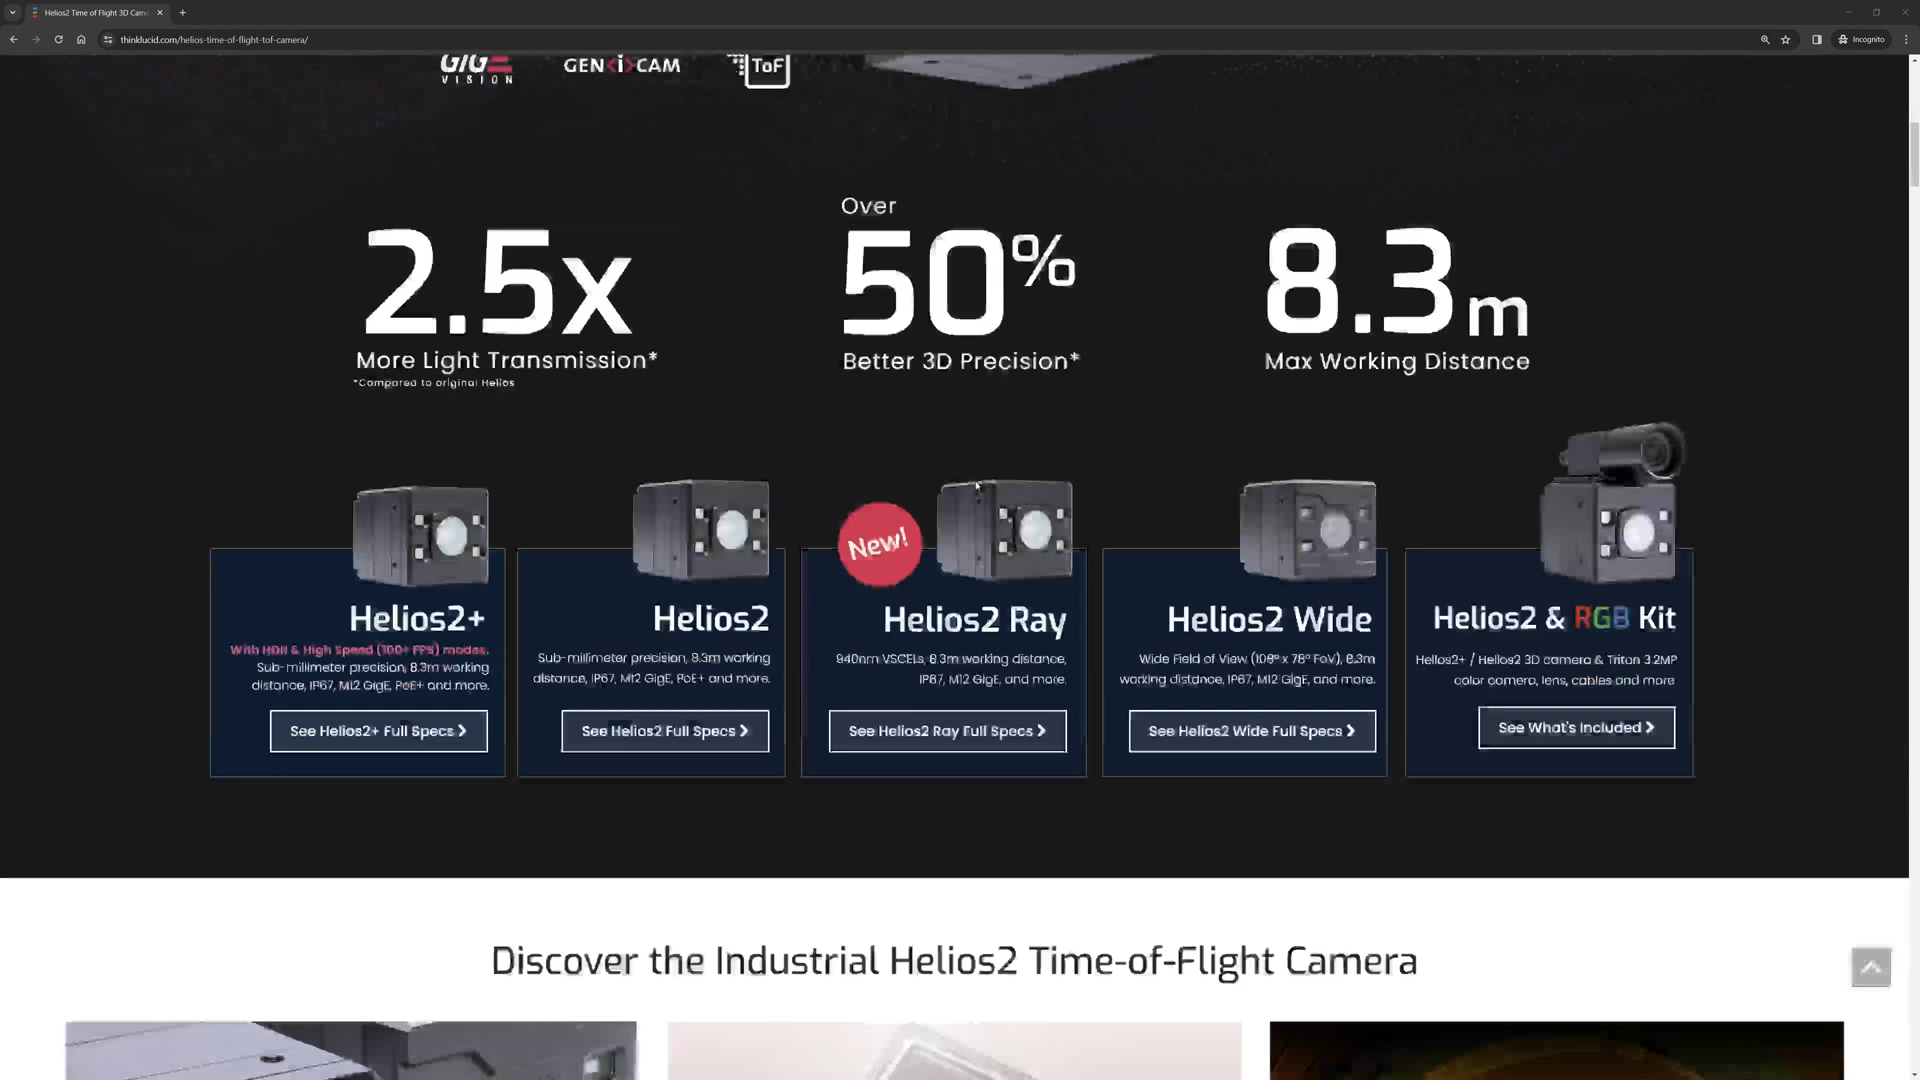 Helios2 Time of Flight 3D Came
thinklucid.com/helios-time-of-flight-tof-camera/
Incognito
GIGE
VISION
GEN<i>CAM
ToF
2.5x
More Light Transmission*
*Compared to original Helios
Over
50%
Better 3D Precision*
8.3m
Max Working Distance
Helios2+
With HDR & High Speed (100+ FPS) modes.
Sub-millimeter precision, 8.3m working
distance, IP67, M12 GigE, PoE+ and more.
See Helios2+ Full Specs
Helios2
Sub-millimeter precision, 8.3m working
distance, IP67, M12 GigE, PoE+ and more.
See Helios2 Full Specs
New!
Helios2 Ray
940nm VSCELs, 8.3m working distance,
IP67, M12 GigE, and more.
See Helios2 Ray Full Specs
Helios2 Wide
Wide Field of View (108º x 78º FoV), 8.3m
working distance, IP67, M12 GigE, and more.
See Helios2 Wide Full Specs
Helios2 & RGB Kit
Helios2+ / Helios2 3D camera & Triton 3.2MP
color camera, lens, cables and more
See What's Included
Discover the Industrial Helios2 Time-of-Flight Camera